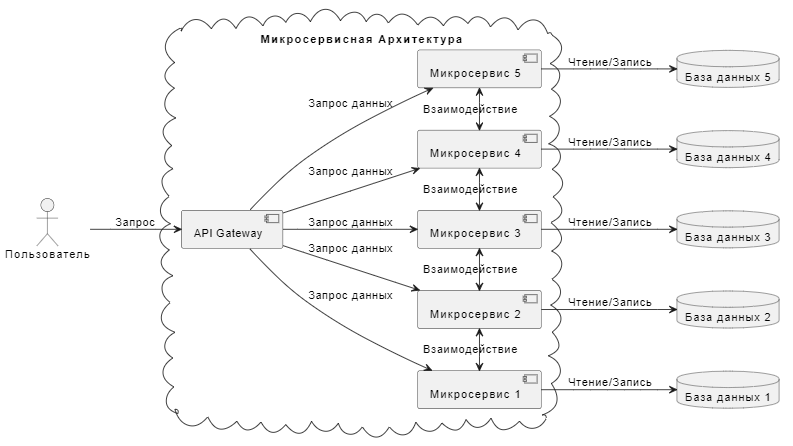 Микросервисная Архитектура
Микросервис 5
Чтение/Запись
База данных 5
Запрос данных
Взаимодействие
Микросервис 4
Чтение/Запись
База данных 4
Запрос данных
Взаимодействие
Пользователь
Запрос
API Gateway
Запрос данных
Микросервис 3
Чтение/Запись
База данных 3
Запрос данных
Взаимодействие
Микросервис 2
Чтение/Запись
База данных 2
Запрос данных
Взаимодействие
Микросервис 1
Чтение/Запись
База данных 1